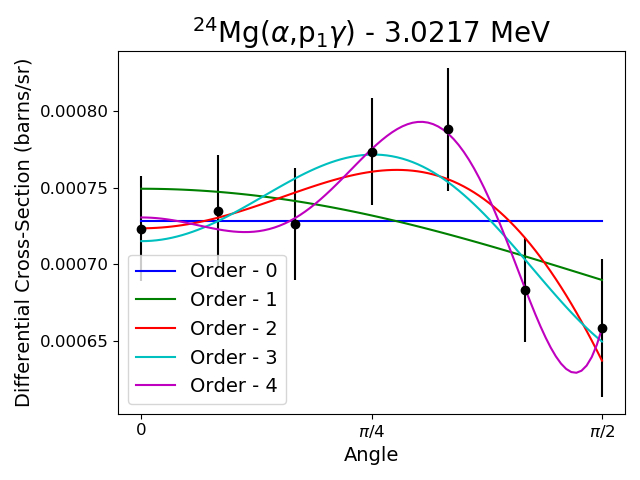 ²⁴Mg(α,p₁γ) - 3.0217 MeV
Differential Cross-Section (barns/sr)
0.00080
0.00075
0.00070
0.00065
Order - 0
Order - 1
Order - 2
Order - 3
Order - 4
0 π/4 π/2
Angle